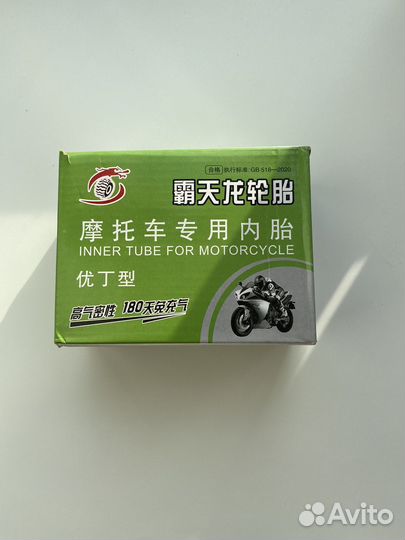 合格 执行标准:GB 518—2020
霸天龙轮胎
摩托车专用内胎
INNER TUBE FOR MOTORCYCLE
优丁型
高气密性 180天免充气
Avito